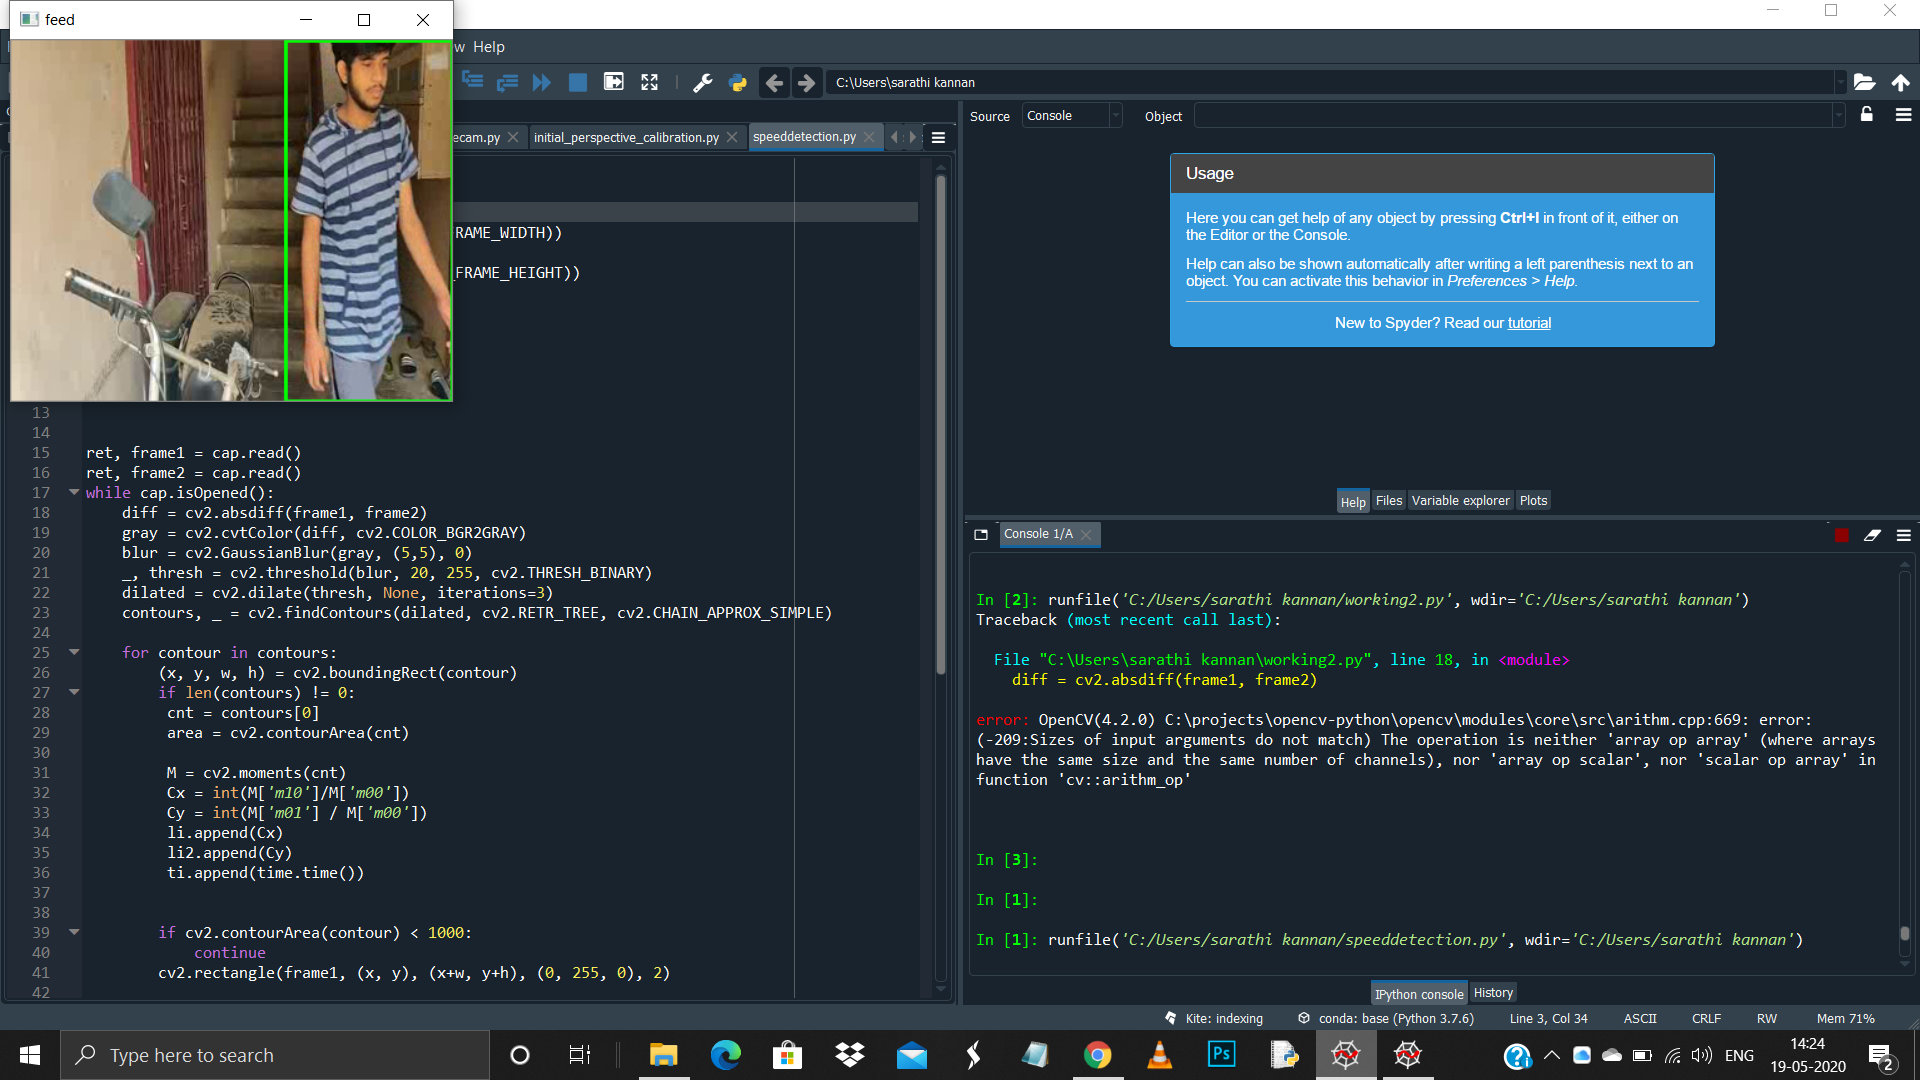 feed
w Help
C:\Users\sarathi kannan
Source Console Object
ecam.py initial_perspective_calibration.py speeddetection.py
Usage
Here you can get help of any object by pressing Ctrl+I in front of it, either on
the Editor or the Console.
Help can also be shown automatically after writing a left parenthesis next to an
object. You can activate this behavior in Preferences > Help.
New to Spyder? Read our tutorial
Help Files Variable explorer Plots
RAME_WIDTH))
_FRAME_HEIGHT))
13
14
15 ret, frame1 = cap.read()
16 ret, frame2 = cap.read()
17 while cap.isOpened():
18 diff = cv2.absdiff(frame1, frame2)
19 gray = cv2.cvtColor(diff, cv2.COLOR_BGR2GRAY)
20 blur = cv2.GaussianBlur(gray, (5,5), 0)
21 _, thresh = cv2.threshold(blur, 20, 255, cv2.THRESH_BINARY)
22 dilated = cv2.dilate(thresh, None, iterations=3)
23 contours, _ = cv2.findContours(dilated, cv2.RETR_TREE, cv2.CHAIN_APPROX_SIMPLE)
24
25 for contour in contours:
26 (x, y, w, h) = cv2.boundingRect(contour)
27 if len(contours) != 0:
28 cnt = contours[0]
29 area = cv2.contourArea(cnt)
30
31 M = cv2.moments(cnt)
32 Cx = int(M['m10']/M['m00'])
33 Cy = int(M['m01'] / M['m00'])
34 li.append(Cx)
35 li2.append(Cy)
36 ti.append(time.time())
37
38
39 if cv2.contourArea(contour) < 1000:
40 continue
41 cv2.rectangle(frame1, (x, y), (x+w, y+h), (0, 255, 0), 2)
42
Console 1/A
In [2]: runfile('C:/Users/sarathi kannan/working2.py', wdir='C:/Users/sarathi kannan')
Traceback (most recent call last):
File "C:\Users\sarathi kannan\working2.py", line 18, in <module>
diff = cv2.absdiff(frame1, frame2)
error: OpenCV(4.2.0) C:\projects\opencv-python\opencv\modules\core\src\arithm.cpp:669: error:
(-209:Sizes of input arguments do not match) The operation is neither 'array op array' (where arrays
have the same size and the same number of channels), nor 'array op scalar', nor 'scalar op array' in
function 'cv::arithm_op'
In [3]:
In [1]:
In [1]: runfile('C:/Users/sarathi kannan/speeddetection.py', wdir='C:/Users/sarathi kannan')
IPython console History
Kite: indexing conda: base (Python 3.7.6) Line 3, Col 34 ASCII CRLF RW Mem 71%
Type here to search
Ps
ENG
14:24
19-05-2020
2